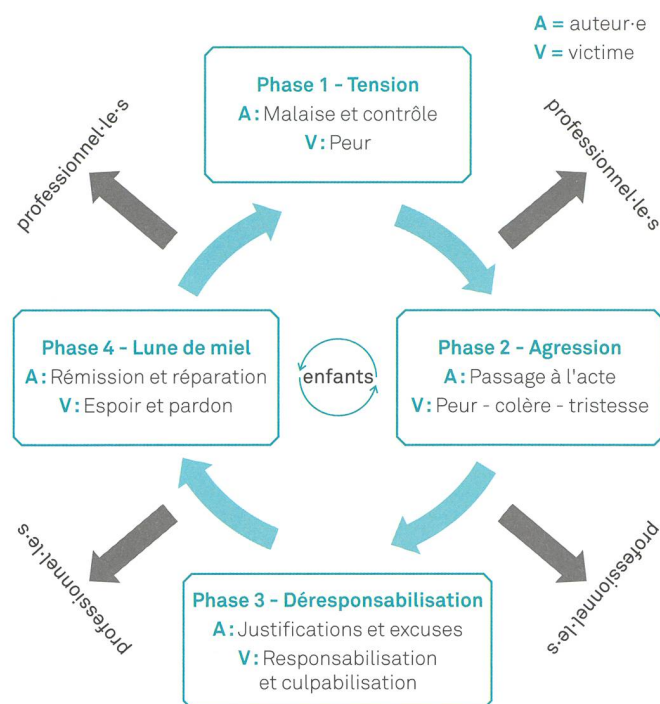 A = auteur·e
V = victime
Phase 1 - Tension
A: Malaise et contrôle
V: Peur
professionnel·le·s
professionnel·le·s
Phase 4 - Lune de miel
A: Rémission et réparation
V: Espoir et pardon
enfants
Phase 2 - Agression
A: Passage à l'acte
V: Peur - colère - tristesse
professionnel·le·s
professionnel·le·s
Phase 3 - Déresponsabilisation
A: Justifications et excuses
V: Responsabilisation
et culpabilisation